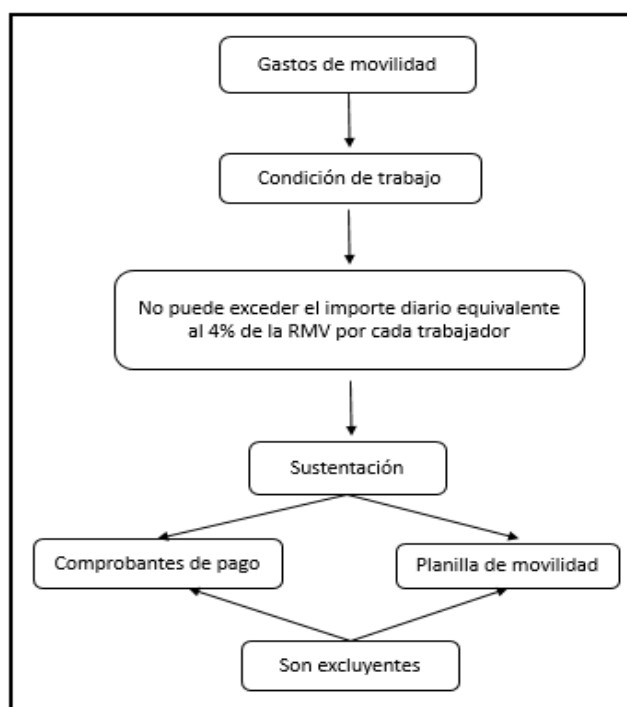 Gastos de movilidad
Condición de trabajo
No puede exceder el importe diario equivalente
al 4% de la RMV por cada trabajador
Sustentación
Comprobantes de pago
Planilla de movilidad
Son excluyentes